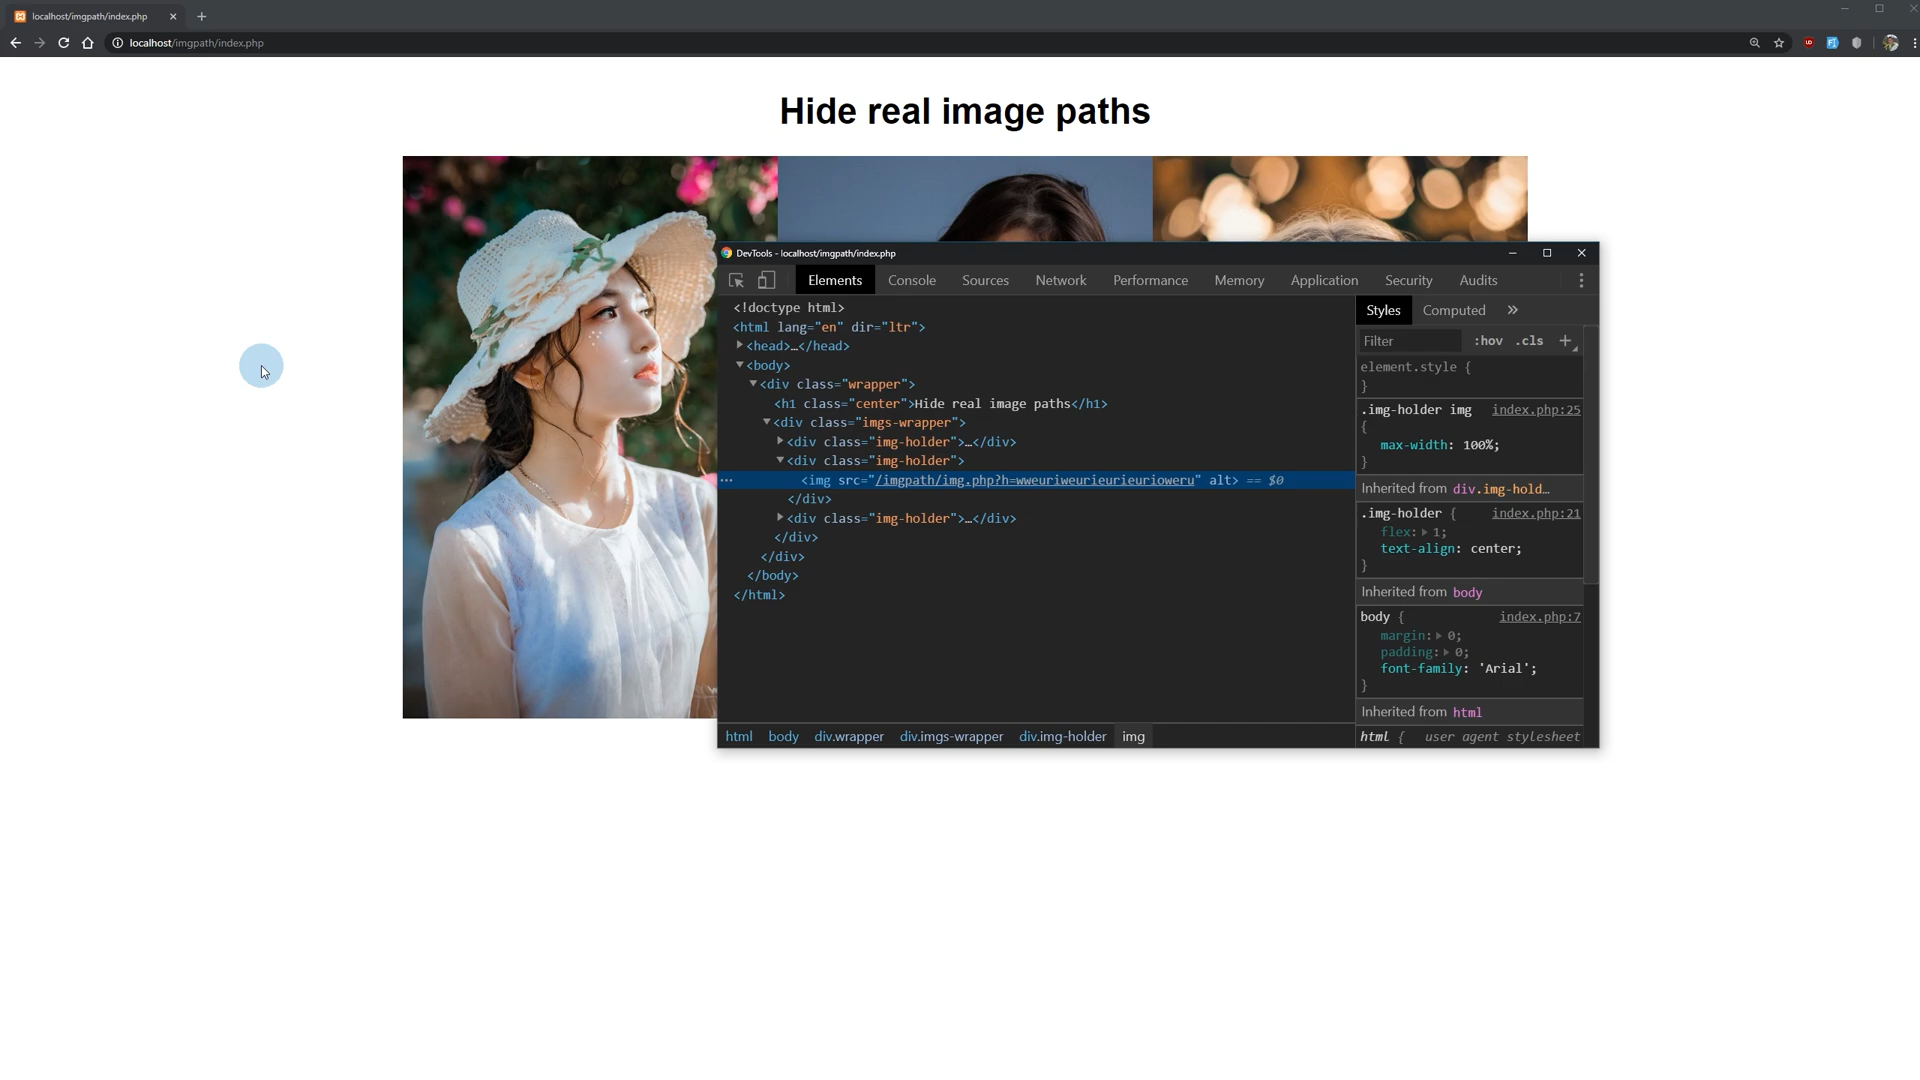 localhost/imgpath/index.php
localhost/imgpath/index.php
Hide real image paths
DevTools - localhost/imgpath/index.php
Elements Console Sources Network Performance Memory Application Security Audits
<!doctype html>
<html lang="en" dir="ltr">
<head>…</head>
<body>
<div class="wrapper">
<h1 class="center">Hide real image paths</h1>
<div class="imgs-wrapper">
<div class="img-holder">…</div>
<div class="img-holder">
<img src="/imgpath/img.php?h=wweuriweurieurieurioweru" alt> == $0
</div>
<div class="img-holder">…</div>
</div>
</div>
</body>
</html>
html body div.wrapper div.imgs-wrapper div.img-holder img
Styles Computed »
Filter :hov .cls +
element.style {
}
.img-holder img index.php:25
{
max-width: 100%;
}
Inherited from div.img-hold…
.img-holder { index.php:21
flex: 1;
text-align: center;
}
Inherited from body
body { index.php:7
margin: 0;
padding: 0;
font-family: 'Arial';
}
Inherited from html
html { user agent stylesheet